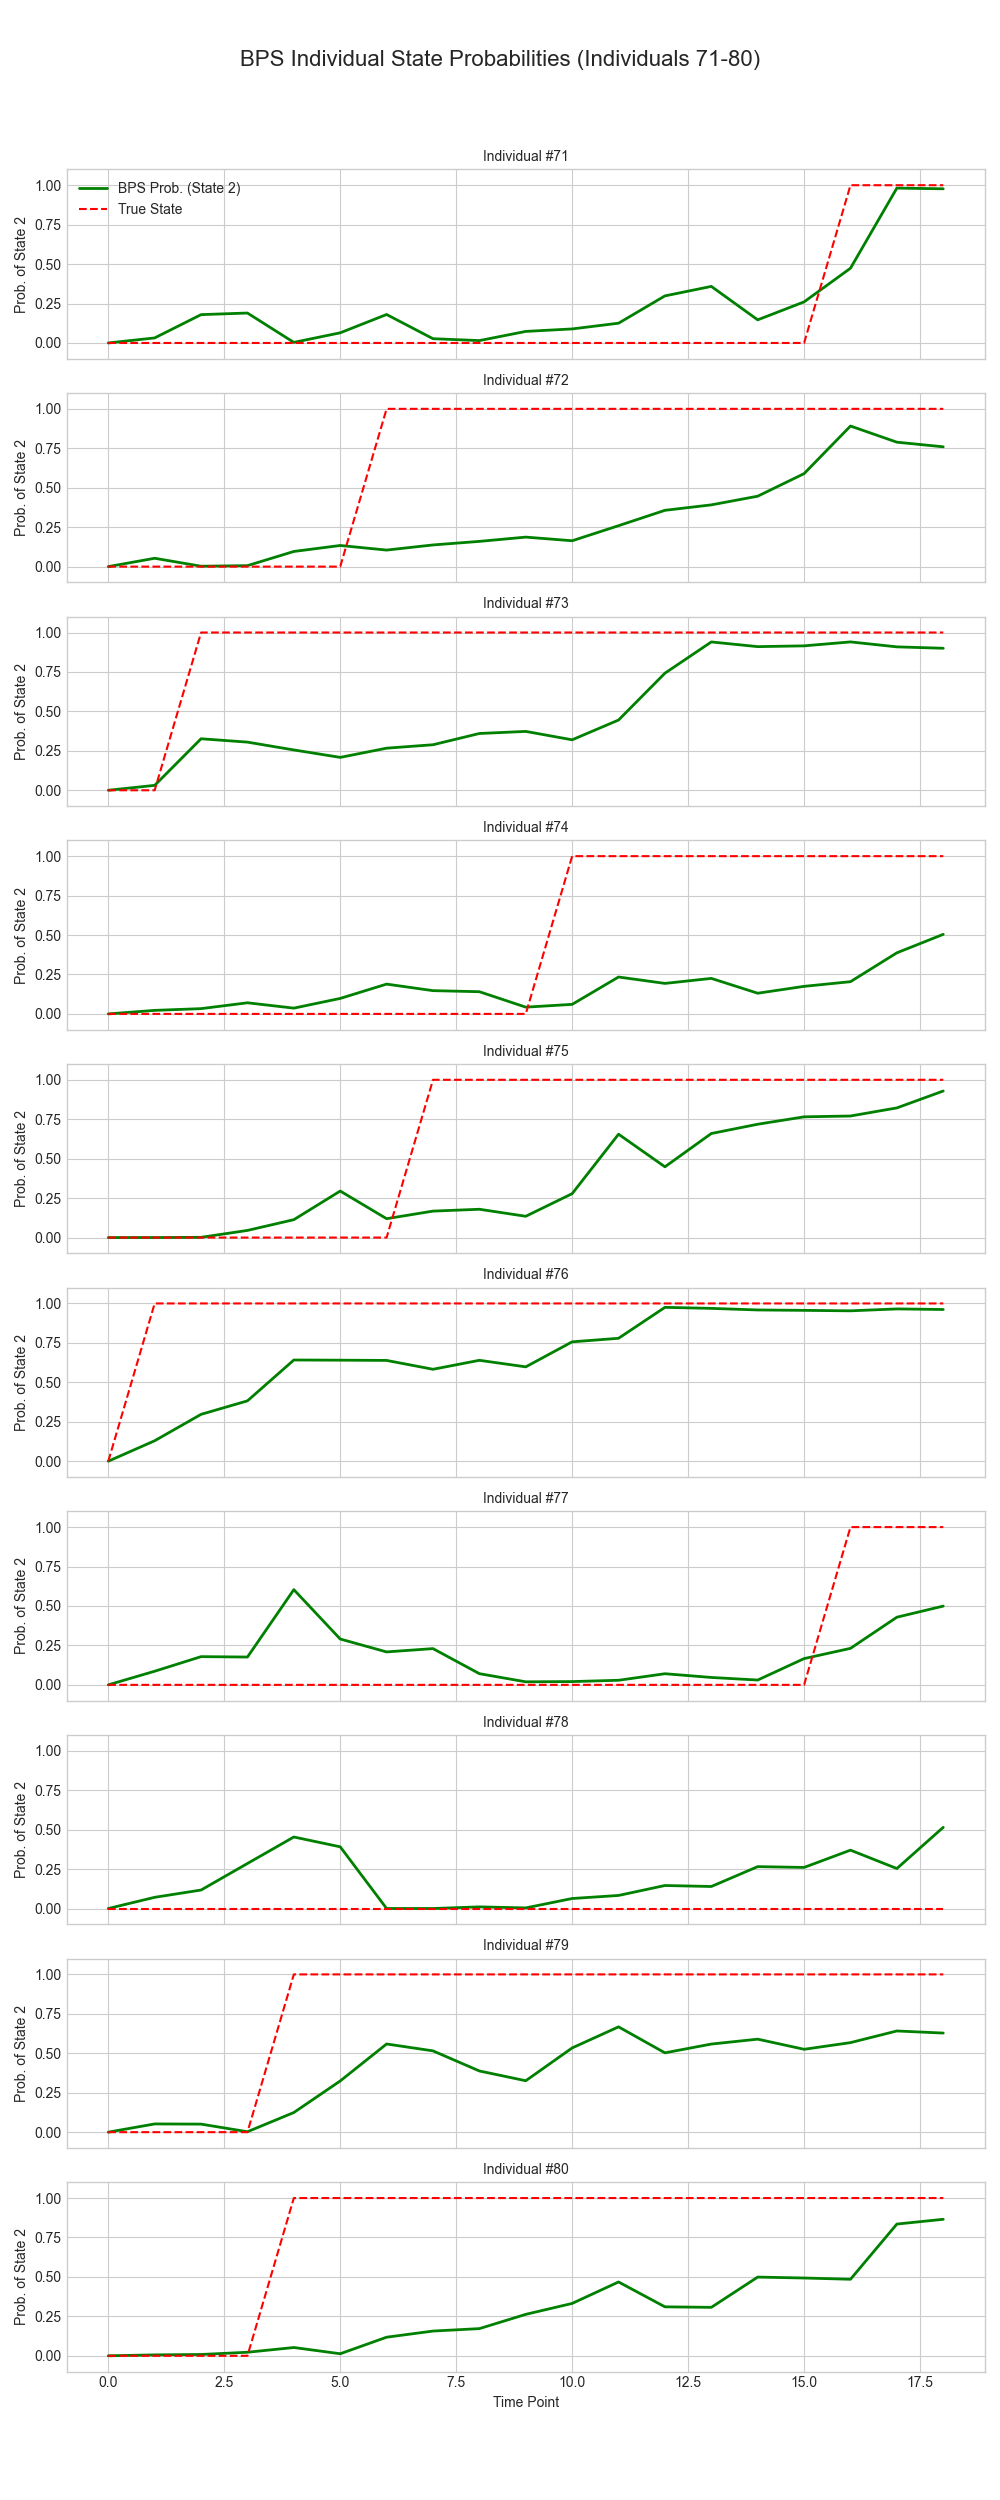 BPS Individual State Probabilities (Individuals 71-80)
Individual #71
BPS Prob. (State 2)
True State
Prob. of State 2
1.00
0.75
0.50
0.25
0.00
Individual #72
Prob. of State 2
1.00
0.75
0.50
0.25
0.00
Individual #73
Prob. of State 2
1.00
0.75
0.50
0.25
0.00
Individual #74
Prob. of State 2
1.00
0.75
0.50
0.25
0.00
Individual #75
Prob. of State 2
1.00
0.75
0.50
0.25
0.00
Individual #76
Prob. of State 2
1.00
0.75
0.50
0.25
0.00
Individual #77
Prob. of State 2
1.00
0.75
0.50
0.25
0.00
Individual #78
Prob. of State 2
1.00
0.75
0.50
0.25
0.00
Individual #79
Prob. of State 2
1.00
0.75
0.50
0.25
0.00
Individual #80
Prob. of State 2
1.00
0.75
0.50
0.25
0.00
0.0 2.5 5.0 7.5 10.0 12.5 15.0 17.5
Time Point